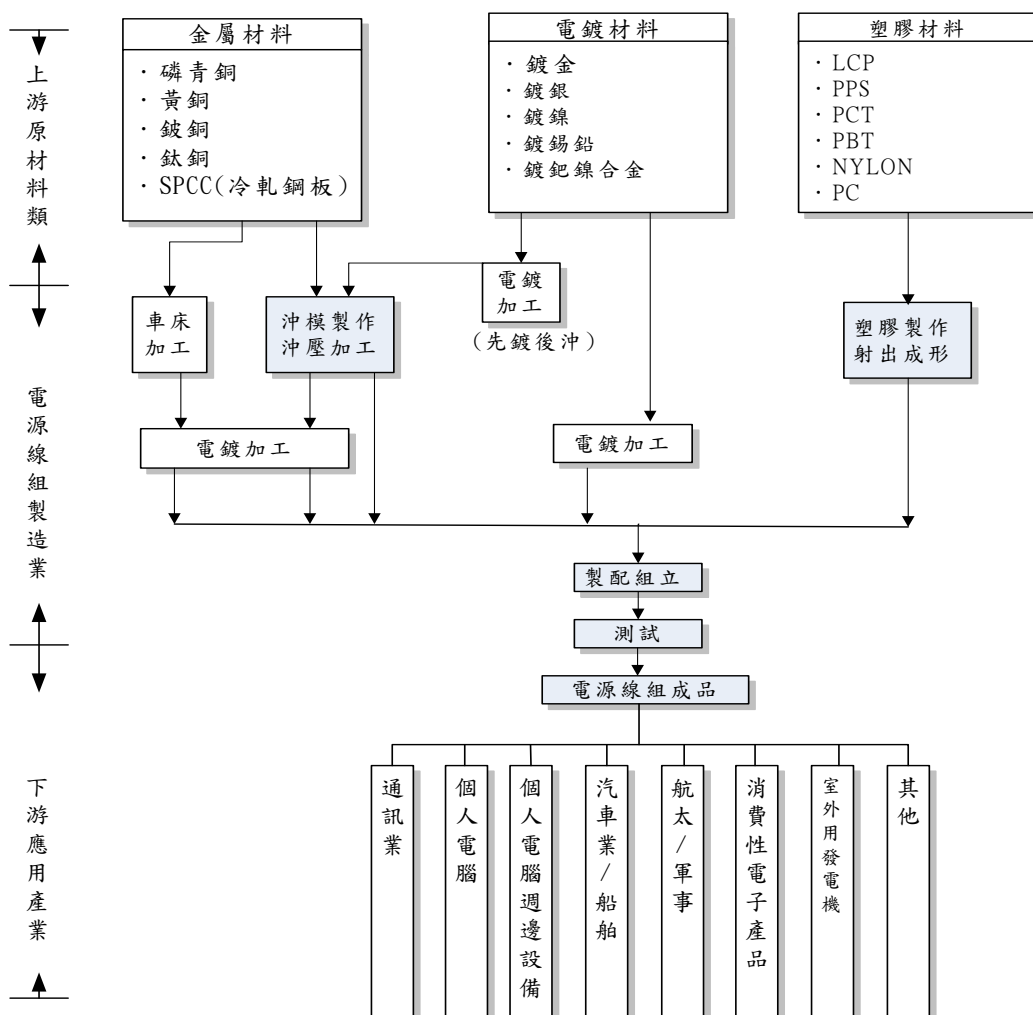 金屬材料
・磷青銅
・黃銅
・鈹銅
・鈦銅
・SPCC(冷軋鋼板)
電鍍材料
・鍍金
・鍍銀
・鍍鎳
・鍍錫鉛
・鍍鈀鎳合金
塑膠材料
・LCP
・PPS
・PCT
・PBT
・NYLON
・PC
上游原材料類
電鍍
加工
(先鍍後沖)
車床
加工
沖模製作
沖壓加工
塑膠製作
射出成形
電源線組製造業
電鍍加工
電鍍加工
製配組立
測試
電源線組成品
下游應用產業
通訊業
個人電腦
個人電腦週邊設備
汽車業/船舶
航太/軍事
消費性電子產品
室外用發電機
其他